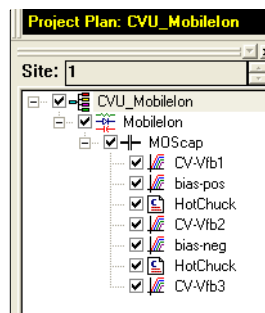 Project Plan: CVU_MobileIon
Site: 1
CVU_MobileIon
MobileIon
MOScap
CV-Vfb1
bias-pos
HotChuck
CV-Vfb2
bias-neg
HotChuck
CV-Vfb3